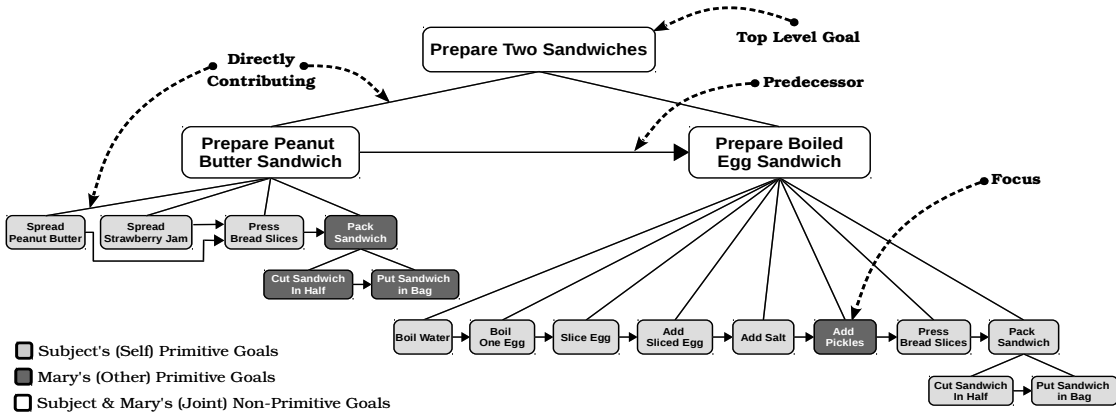 Prepare Two Sandwiches
Top Level Goal
Directly
Contributing
Predecessor
Prepare Peanut
Butter Sandwich
Prepare Boiled
Egg Sandwich
Focus
Spread
Peanut Butter
Spread
Strawberry Jam
Press
Bread Slices
Pack
Sandwich
Cut Sandwich
In Half
Put Sandwich
in Bag
Boil Water
Boil
One Egg
Slice Egg
Add
Sliced Egg
Add Salt
Add
Pickles
Press
Bread Slices
Pack
Sandwich
Cut Sandwich
In Half
Put Sandwich
in Bag
Subject's (Self) Primitive Goals
Mary's (Other) Primitive Goals
Subject & Mary's (Joint) Non-Primitive Goals